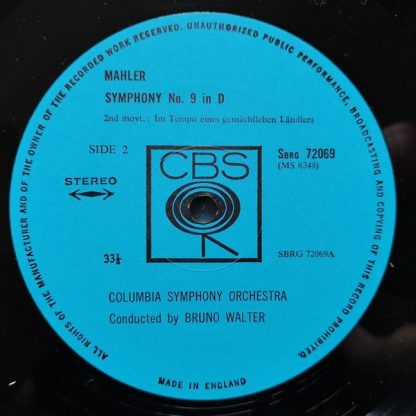 ALL RIGHTS OF THE MANUFACTURER AND OF THE OWNER OF THE RECORDED WORK RESERVED. UNAUTHORIZED PUBLIC PERFORMANCE, BROADCASTING AND COPYING OF THIS RECORD PROHIBITED.
MAHLER
SYMPHONY No. 9 in D
2nd movt.: Im Tempo eines gemächlichen Ländlers
SIDE 2
CBS
SBRG 72069
(MS 6348)
STEREO
33⅓
SBRG 72069A
COLUMBIA SYMPHONY ORCHESTRA
Conducted by BRUNO WALTER
MADE IN ENGLAND